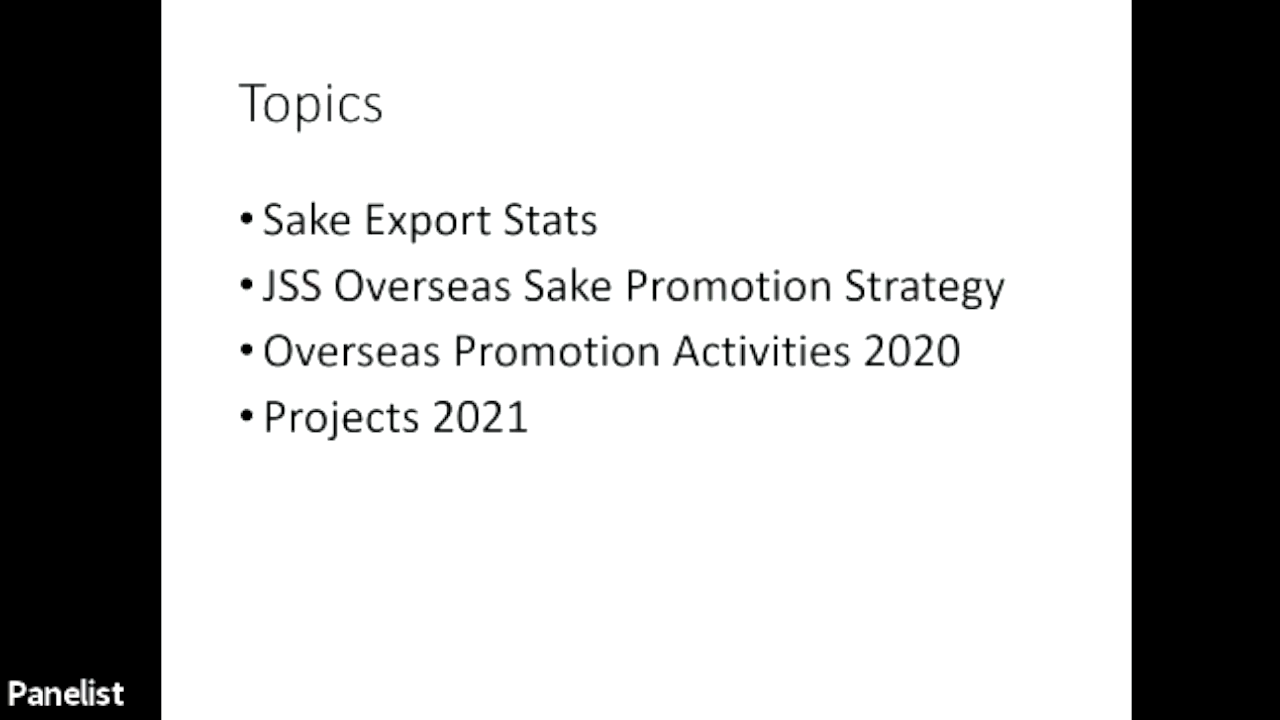 Topics
• Sake Export Stats
• JSS Overseas Sake Promotion Strategy
• Overseas Promotion Activities 2020
• Projects 2021
Panelist